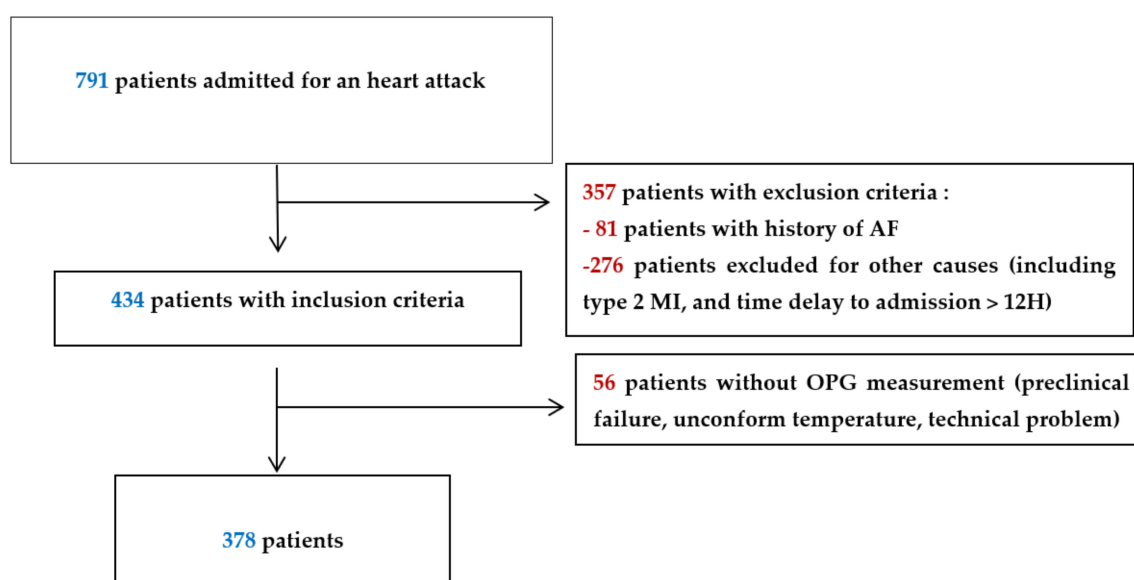 791 patients admitted for an heart attack
357 patients with exclusion criteria :
- 81 patients with history of AF
-276 patients excluded for other causes (including
type 2 MI, and time delay to admission > 12H)
434 patients with inclusion criteria
56 patients without OPG measurement (preclinical
failure, unconform temperature, technical problem)
378 patients